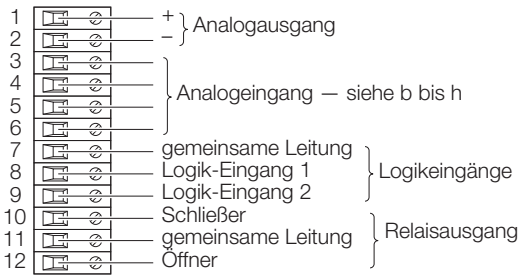 1 + Analogausgang
2 –
3
4 Analogeingang — siehe b bis h
5
6
7 gemeinsame Leitung
8 Logik-Eingang 1 Logikeingänge
9 Logik-Eingang 2
10 Schließer
11 gemeinsame Leitung Relaisausgang
12 Öffner